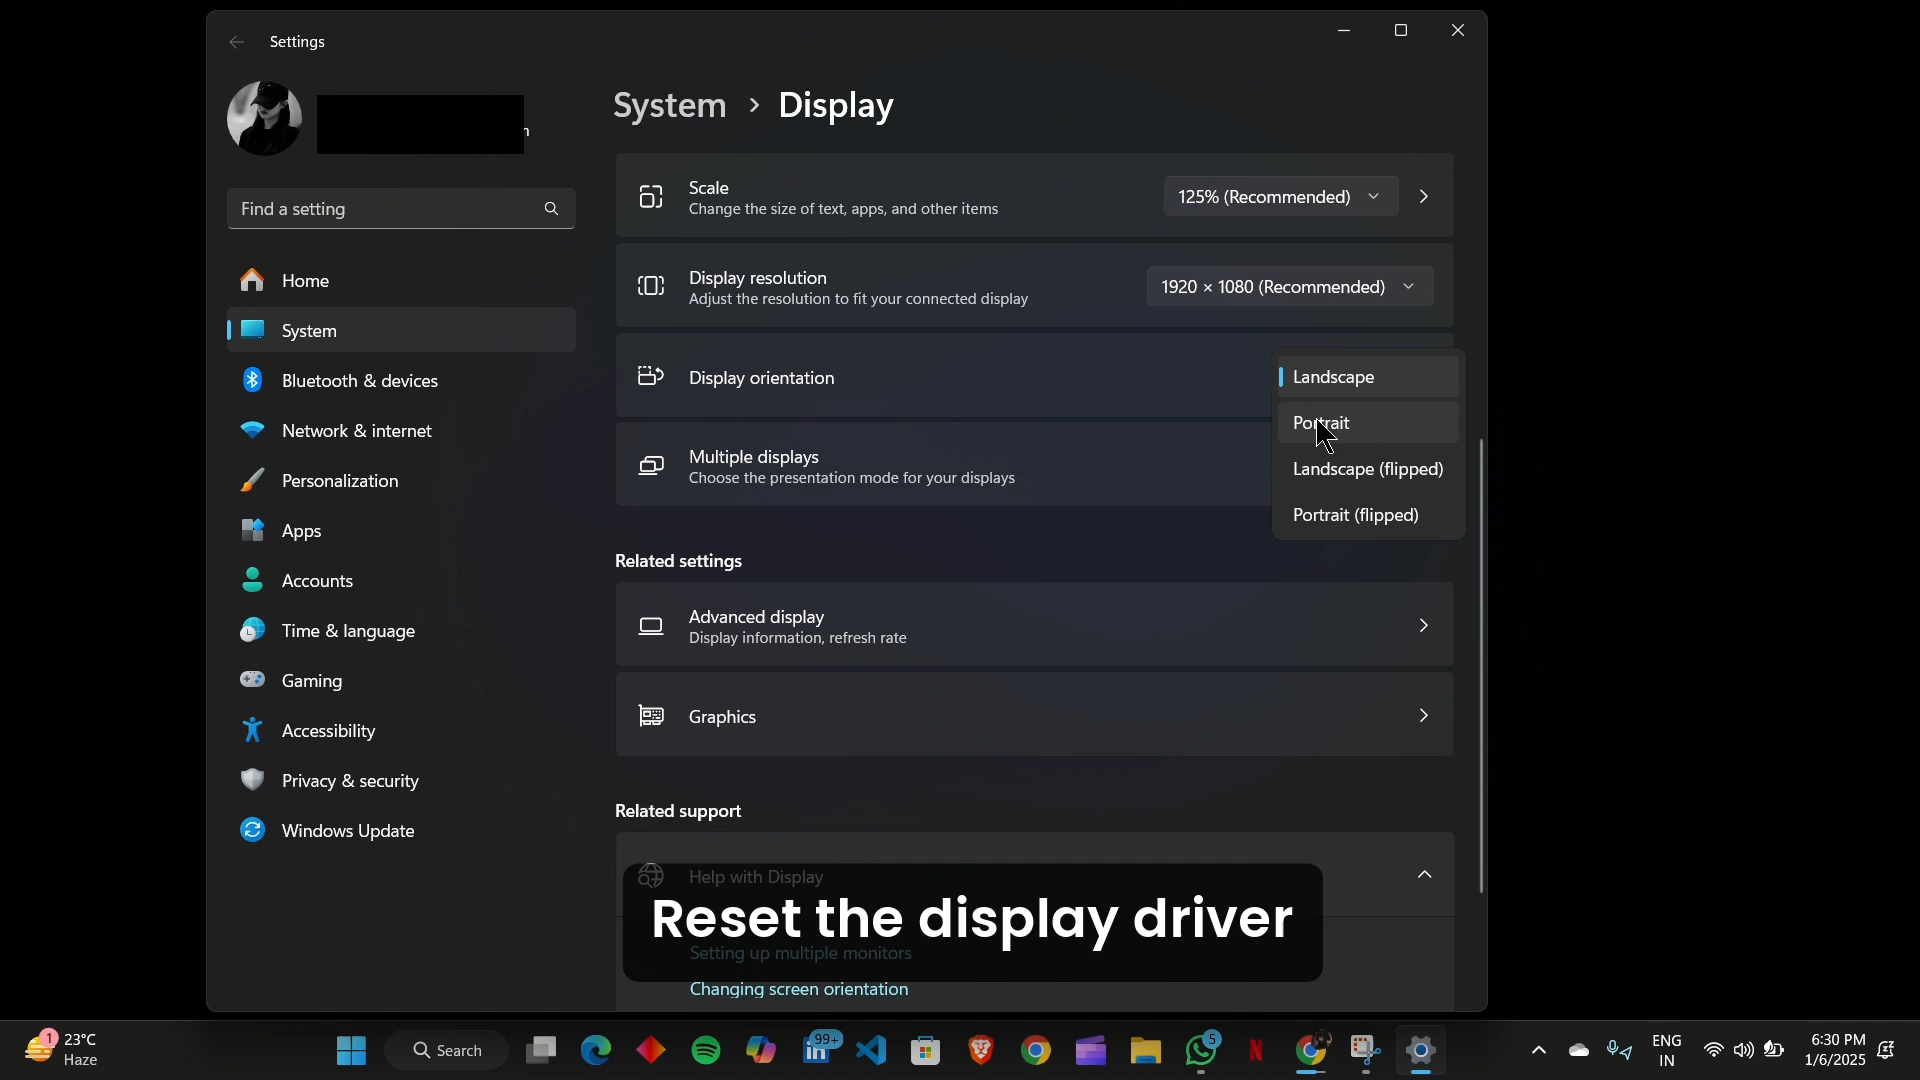 Settings
n
Find a setting
Home
System
Bluetooth & devices
Network & internet
Personalization
Apps
Accounts
Time & language
Gaming
Accessibility
Privacy & security
Windows Update
System > Display
Scale
Change the size of text, apps, and other items
125% (Recommended)
Display resolution
Adjust the resolution to fit your connected display
1920 × 1080 (Recommended)
Display orientation
Landscape
Portrait
Landscape (flipped)
Portrait (flipped)
Multiple displays
Choose the presentation mode for your displays
Related settings
Advanced display
Display information, refresh rate
Graphics
Related support
Help with Display
Reset the display driver
Setting up multiple monitors
Changing screen orientation
1
23°C
Haze
Search
99+
5
ENG
IN
6:30 PM
1/6/2025